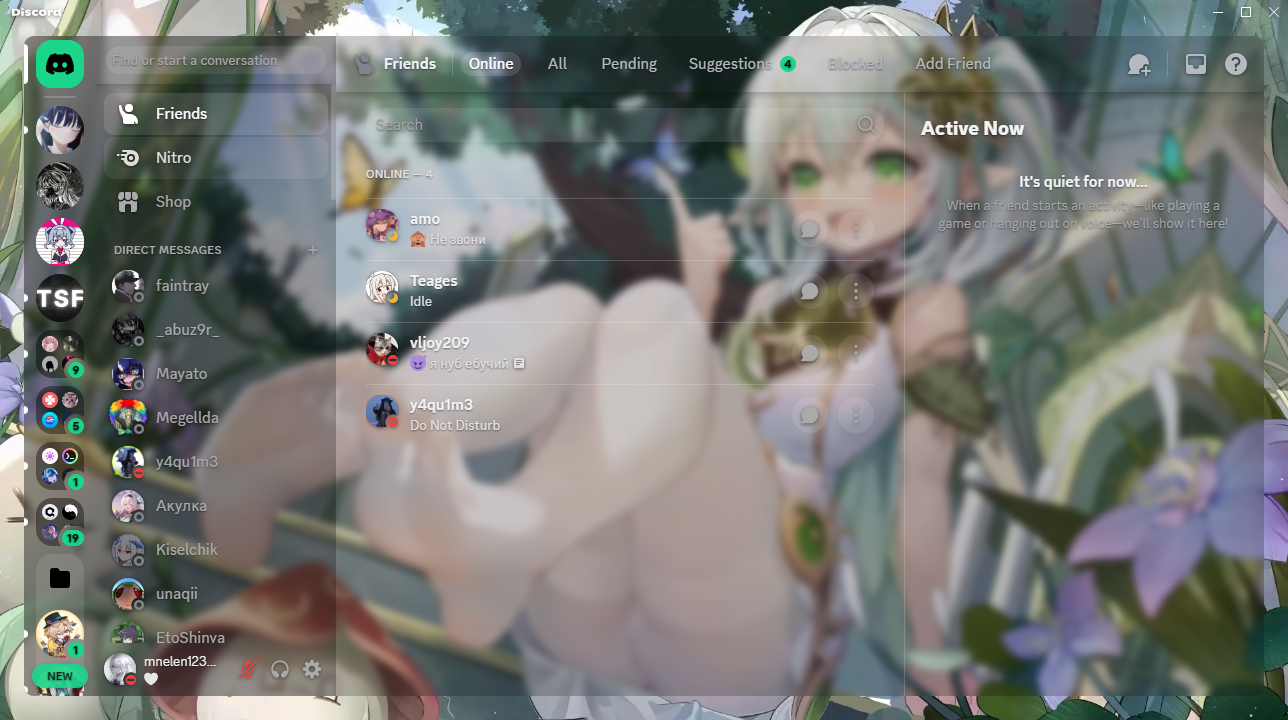 Discord
Find or start a conversation
Friends
Nitro
Shop
DIRECT MESSAGES
faintray
_abuz9r_
Mayato
Megellda
y4qu1m3
Акулка
Kiselchik
unaqii
EtoShinva
mnelen123...
TSF
9
5
1
19
1
NEW
Friends
Online
All
Pending
Suggestions 4
Blocked
Add Friend
Search
ONLINE — 4
amo
Не звони
Teages
Idle
vljoy209
я нуб ебучий
y4qu1m3
Do Not Disturb
Active Now
It's quiet for now...
When a friend starts an activity—like playing a
game or hanging out on voice—we'll show it here!